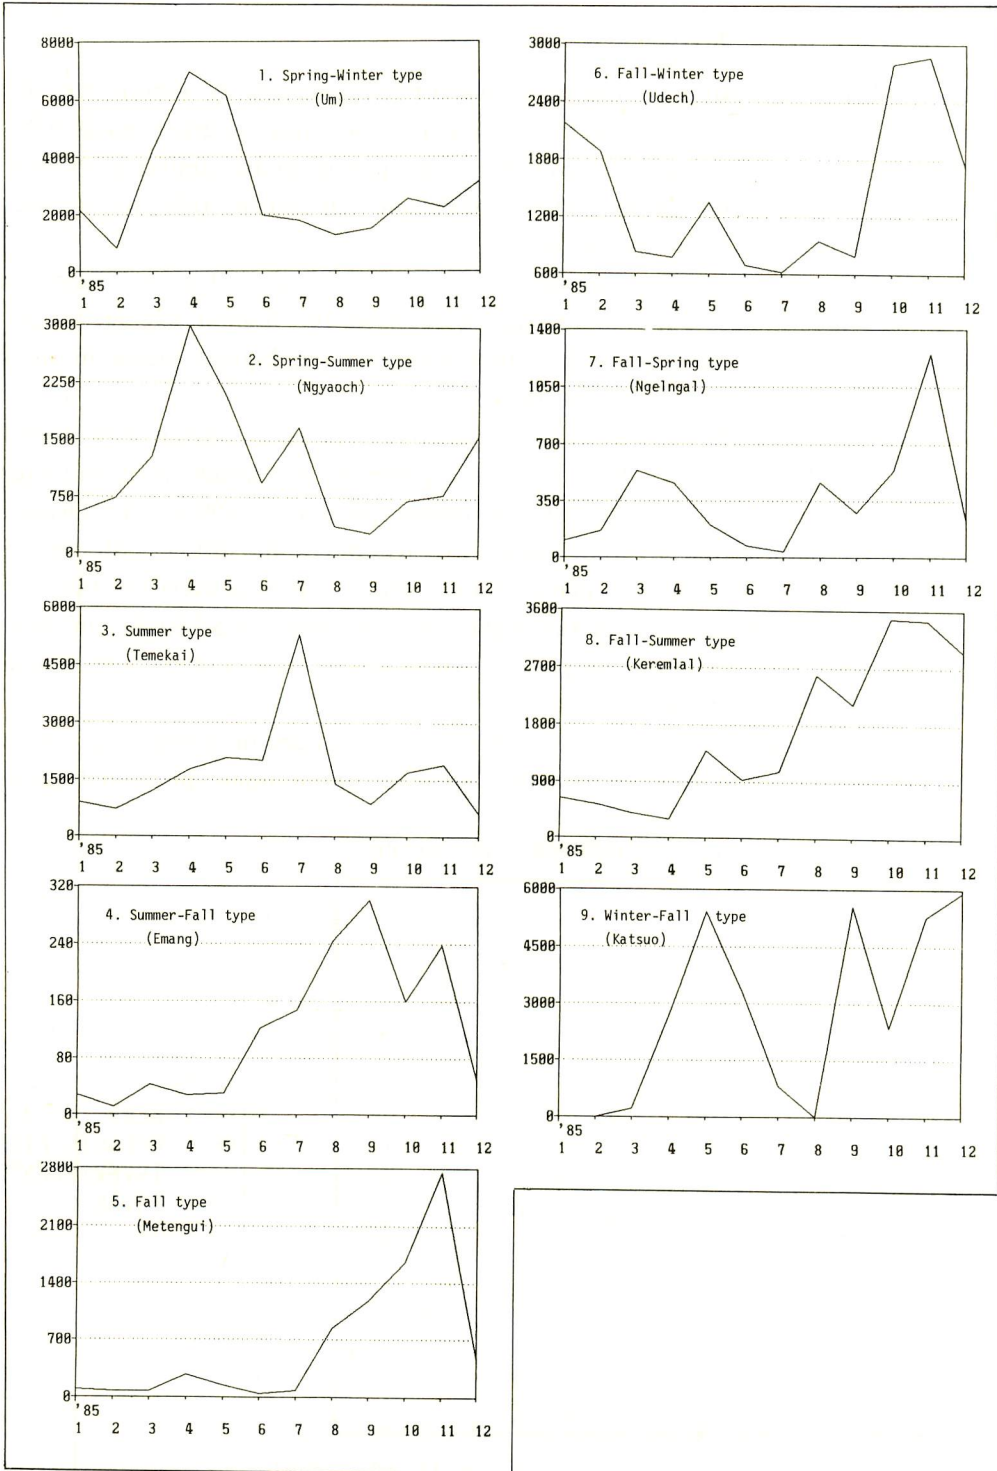 8000
6000
4000
2000
0
1. Spring-Winter type
(Um)
'85
1 2 3 4 5 6 7 8 9 10 11 12
3000
2250
1500
750
0
2. Spring-Summer type
(Ngyaoch)
'85
1 2 3 4 5 6 7 8 9 10 11 12
6000
4500
3000
1500
0
3. Summer type
(Temekai)
'85
1 2 3 4 5 6 7 8 9 10 11 12
320
240
160
80
0
4. Summer-Fall type
(Emang)
'85
1 2 3 4 5 6 7 8 9 10 11 12
2800
2100
1400
700
0
5. Fall type
(Metengui)
'85
1 2 3 4 5 6 7 8 9 10 11 12
3000
2400
1800
1200
600
6. Fall-Winter type
(Udech)
'85
1 2 3 4 5 6 7 8 9 10 11 12
1400
1050
700
350
0
7. Fall-Spring type
(Ngelngal)
'85
1 2 3 4 5 6 7 8 9 10 11 12
3600
2700
1800
900
0
8. Fall-Summer type
(Keremlal)
'85
1 2 3 4 5 6 7 8 9 10 11 12
6000
4500
3000
1500
0
9. Winter-Fall type
(Katsuo)
'85
1 2 3 4 5 6 7 8 9 10 11 12